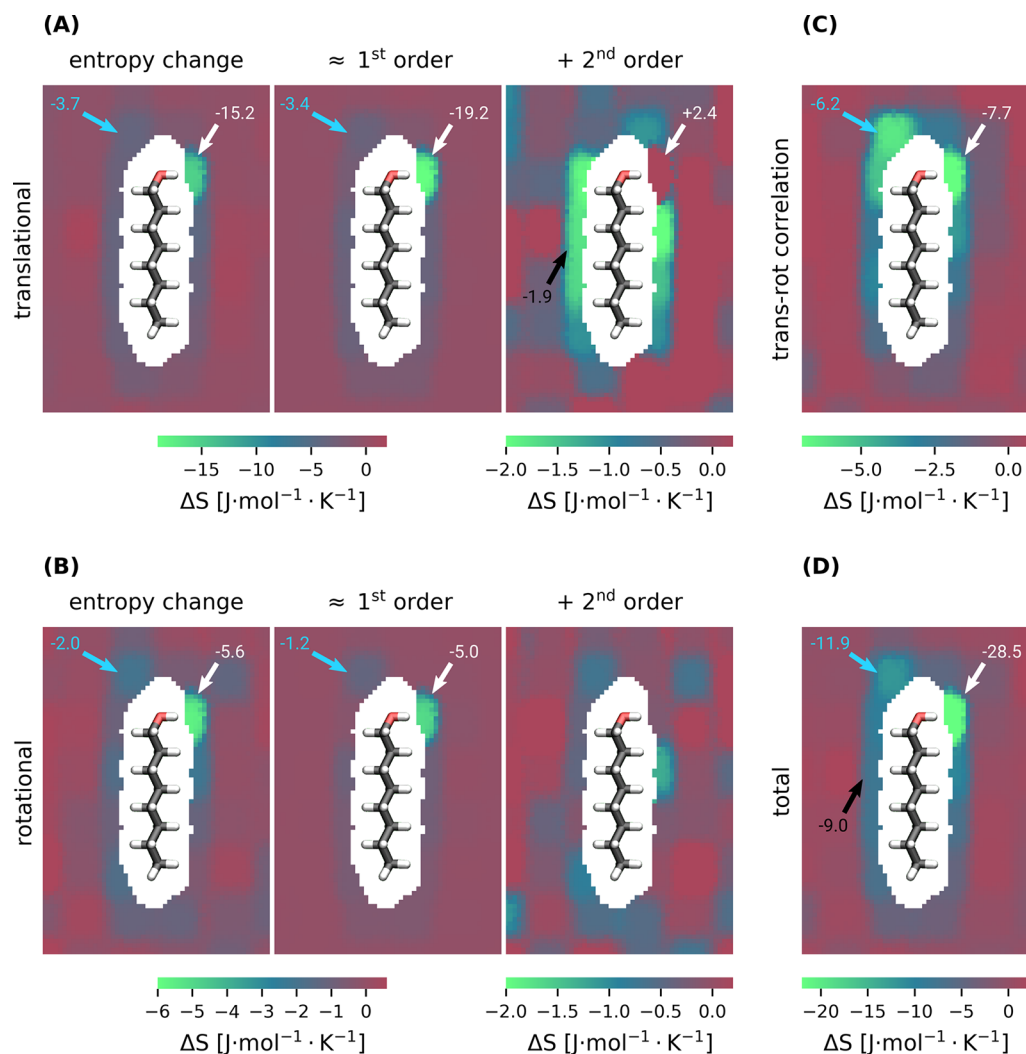 (A)
(C)
entropy change
≈ 1st order
+ 2nd order
-3.7
-15.2
-3.4
-19.2
+2.4
-1.9
-6.2
-7.7
translational
trans-rot correlation
−15 −10 −5 0
−2.0 −1.5 −1.0 −0.5 0.0
−5.0 −2.5 0.0
ΔS [J·mol−1 · K−1]
ΔS [J·mol−1 · K−1]
ΔS [J·mol−1 · K−1]
(B)
(D)
entropy change
≈ 1st order
+ 2nd order
-2.0
-5.6
-1.2
-5.0
-11.9
-28.5
-9.0
rotational
total
−6 −5 −4 −3 −2 −1 0
−2.0 −1.5 −1.0 −0.5 0.0
−20 −15 −10 −5 0
ΔS [J·mol−1 · K−1]
ΔS [J·mol−1 · K−1]
ΔS [J·mol−1 · K−1]